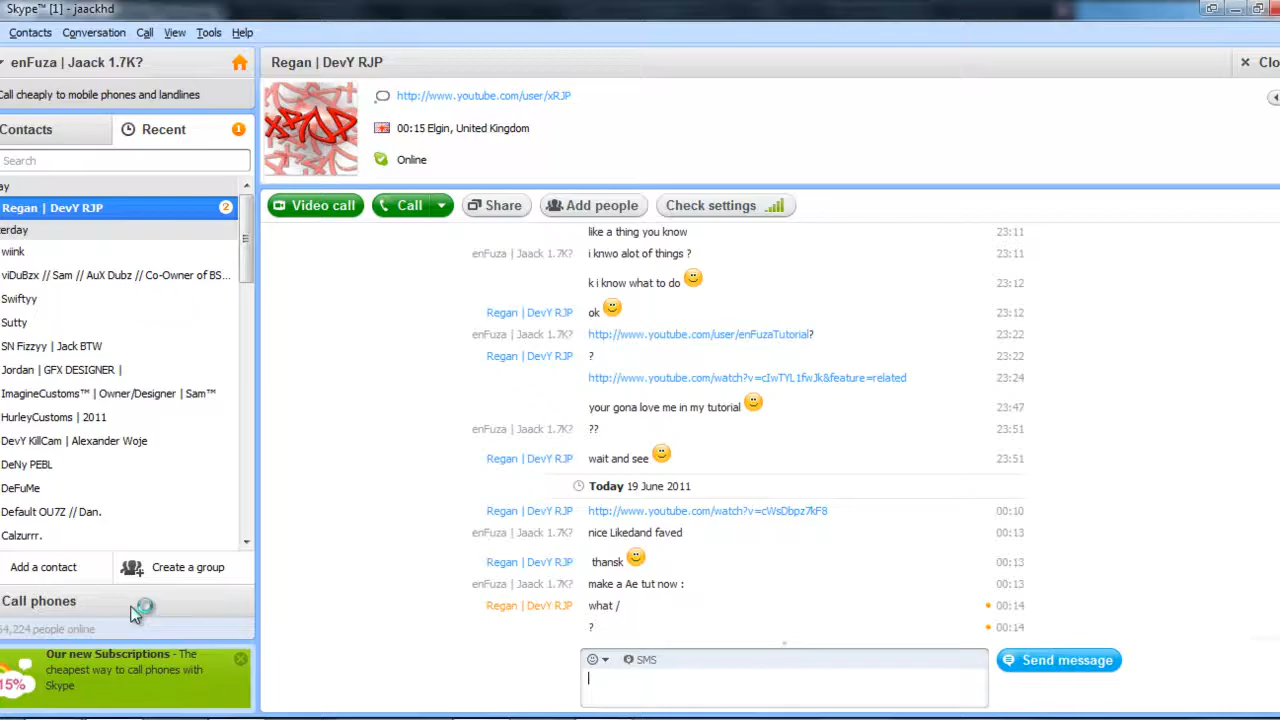 Skype™ [1] - jaackhd
Contacts Conversation Call View Tools Help
enFuza | Jaack 1.7K?
Call cheaply to mobile phones and landlines
Contacts
Recent 1
Search
ay
Regan | DevY RJP 2
terday
wiink
viDuBzx // Sam // AuX Dubz // Co-Owner of BS...
Swiftyy
Sutty
SN Fizzyy | Jack BTW
Jordan | GFX DESIGNER |
ImagineCustoms™ | Owner/Designer | Sam™
HurleyCustoms | 2011
DevY KillCam | Alexander Woje
DeNy PEBL
DeFuMe
Default OU7Z // Dan.
Calzurrr.
Add a contact
Create a group
Call phones
54,224 people online
Our new Subscriptions - The
cheapest way to call phones with
Skype
15%
Regan | DevY RJP
Clo
http://www.youtube.com/user/xRJP
00:15 Elgin, United Kingdom
Online
xRJP
Video call
Call
Share
Add people
Check settings
like a thing you know 23:11
enFuza | Jaack 1.7K? i knwo alot of things ? 23:11
k i know what to do 23:12
Regan | DevY RJP ok 23:12
enFuza | Jaack 1.7K? http://www.youtube.com/user/enFuzaTutorial? 23:22
Regan | DevY RJP ? 23:22
http://www.youtube.com/watch?v=cIwTYL1fwJk&feature=related 23:24
your gona love me in my tutorial 23:47
enFuza | Jaack 1.7K? ?? 23:51
Regan | DevY RJP wait and see 23:51
Today 19 June 2011
Regan | DevY RJP http://www.youtube.com/watch?v=cWsDbpz7kF8 00:10
enFuza | Jaack 1.7K? nice Likedand faved 00:13
Regan | DevY RJP thansk 00:13
enFuza | Jaack 1.7K? make a Ae tut now : 00:13
Regan | DevY RJP what / 00:14
? 00:14
SMS
Send message